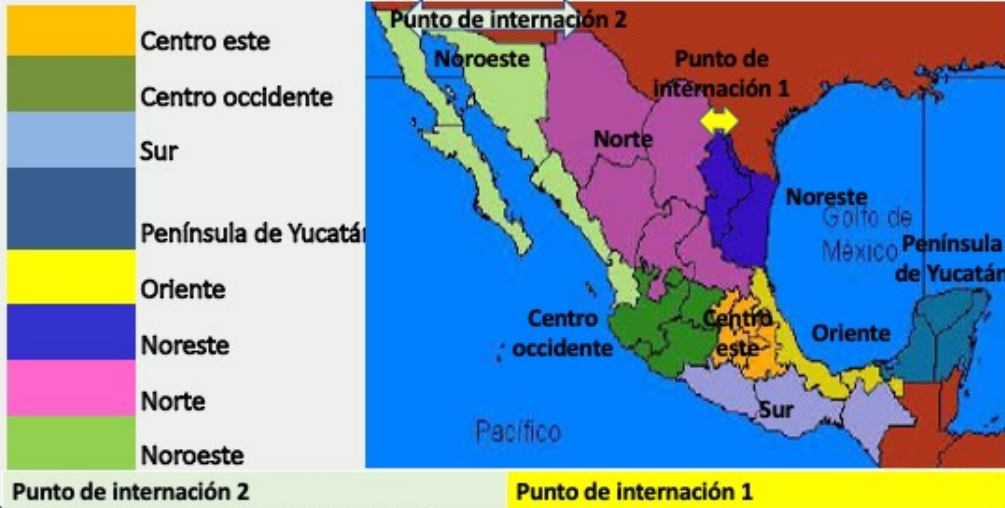 Centro este
Centro occidente
Sur
Península de Yucatá
Oriente
Noreste
Norte
Noroeste
Punto de internación 2
Noroeste
Punto de
internación 1
Norte
Noreste
Golfo de
México
Península
de Yucatán
Centro
occidente
Centro
este
Oriente
Sur
Pacífico
Punto de internación 2
Punto de internación 1